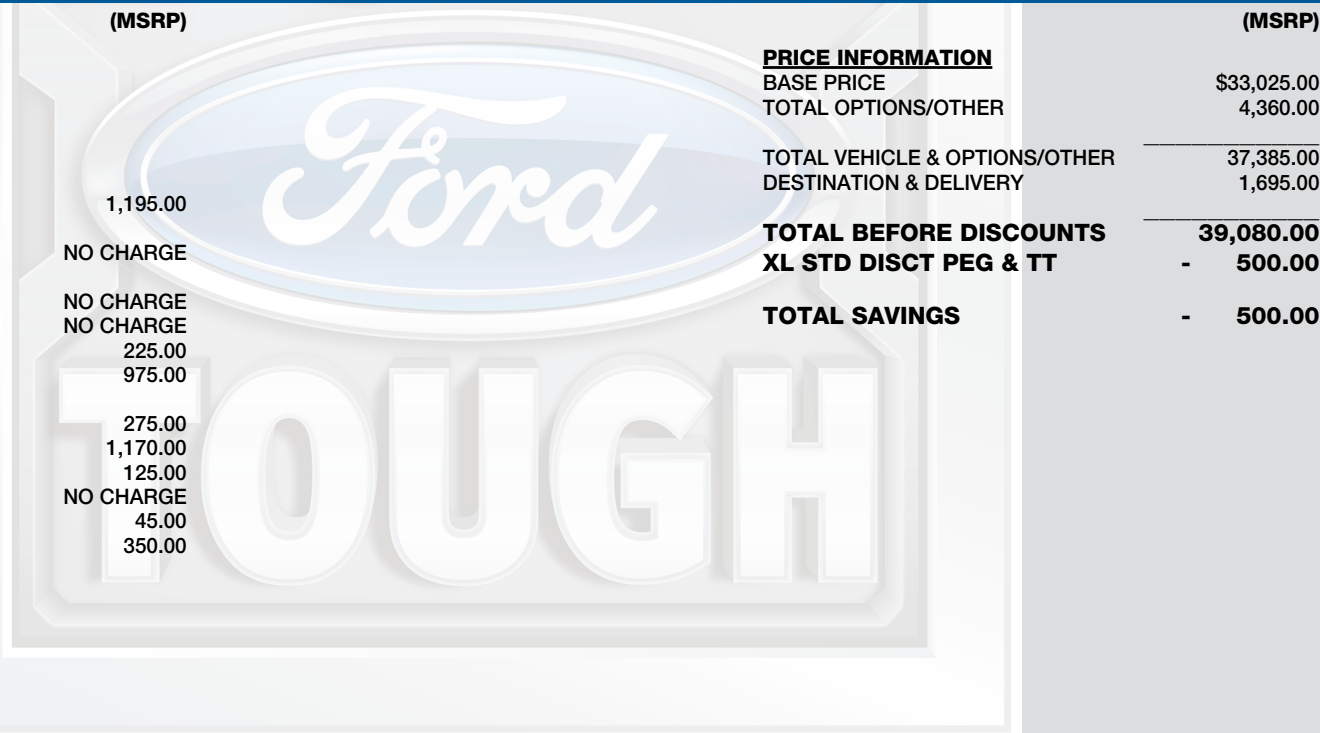 (MSRP)
1,195.00
NO CHARGE
NO CHARGE
NO CHARGE
225.00
975.00
275.00
1,170.00
125.00
NO CHARGE
45.00
350.00
Ford
TOUGH
(MSRP)
PRICE INFORMATION
BASE PRICE $33,025.00
TOTAL OPTIONS/OTHER 4,360.00
TOTAL VEHICLE & OPTIONS/OTHER 37,385.00
DESTINATION & DELIVERY 1,695.00
TOTAL BEFORE DISCOUNTS 39,080.00
XL STD DISCT PEG & TT - 500.00
TOTAL SAVINGS - 500.00